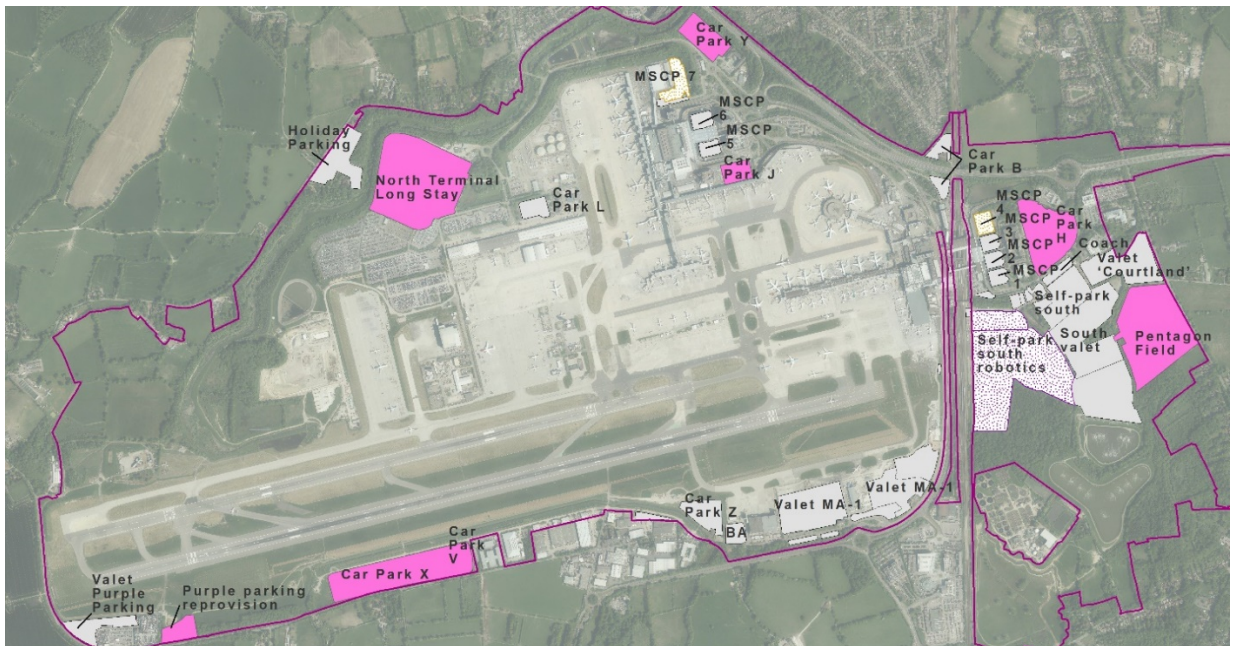 Car
Park Y
MSCP 7
MSCP
6
MSCP
5
Car
Park J
Holiday
Parking
North Terminal
Long Stay
Car
Park L
Car
Park B
MSCP
4
MSCP
3
MSCP
2
MSCP
1
Car
Park
H
Coach
Valet
'Courtland'
Self-park
south
Self-park
south
robotics
South
valet
Pentagon
Field
Car
Park Z
BA
Valet MA-1
Valet MA-1
Car
Park
V
Car Park X
Valet
Purple
Parking
Purple parking
reprovision